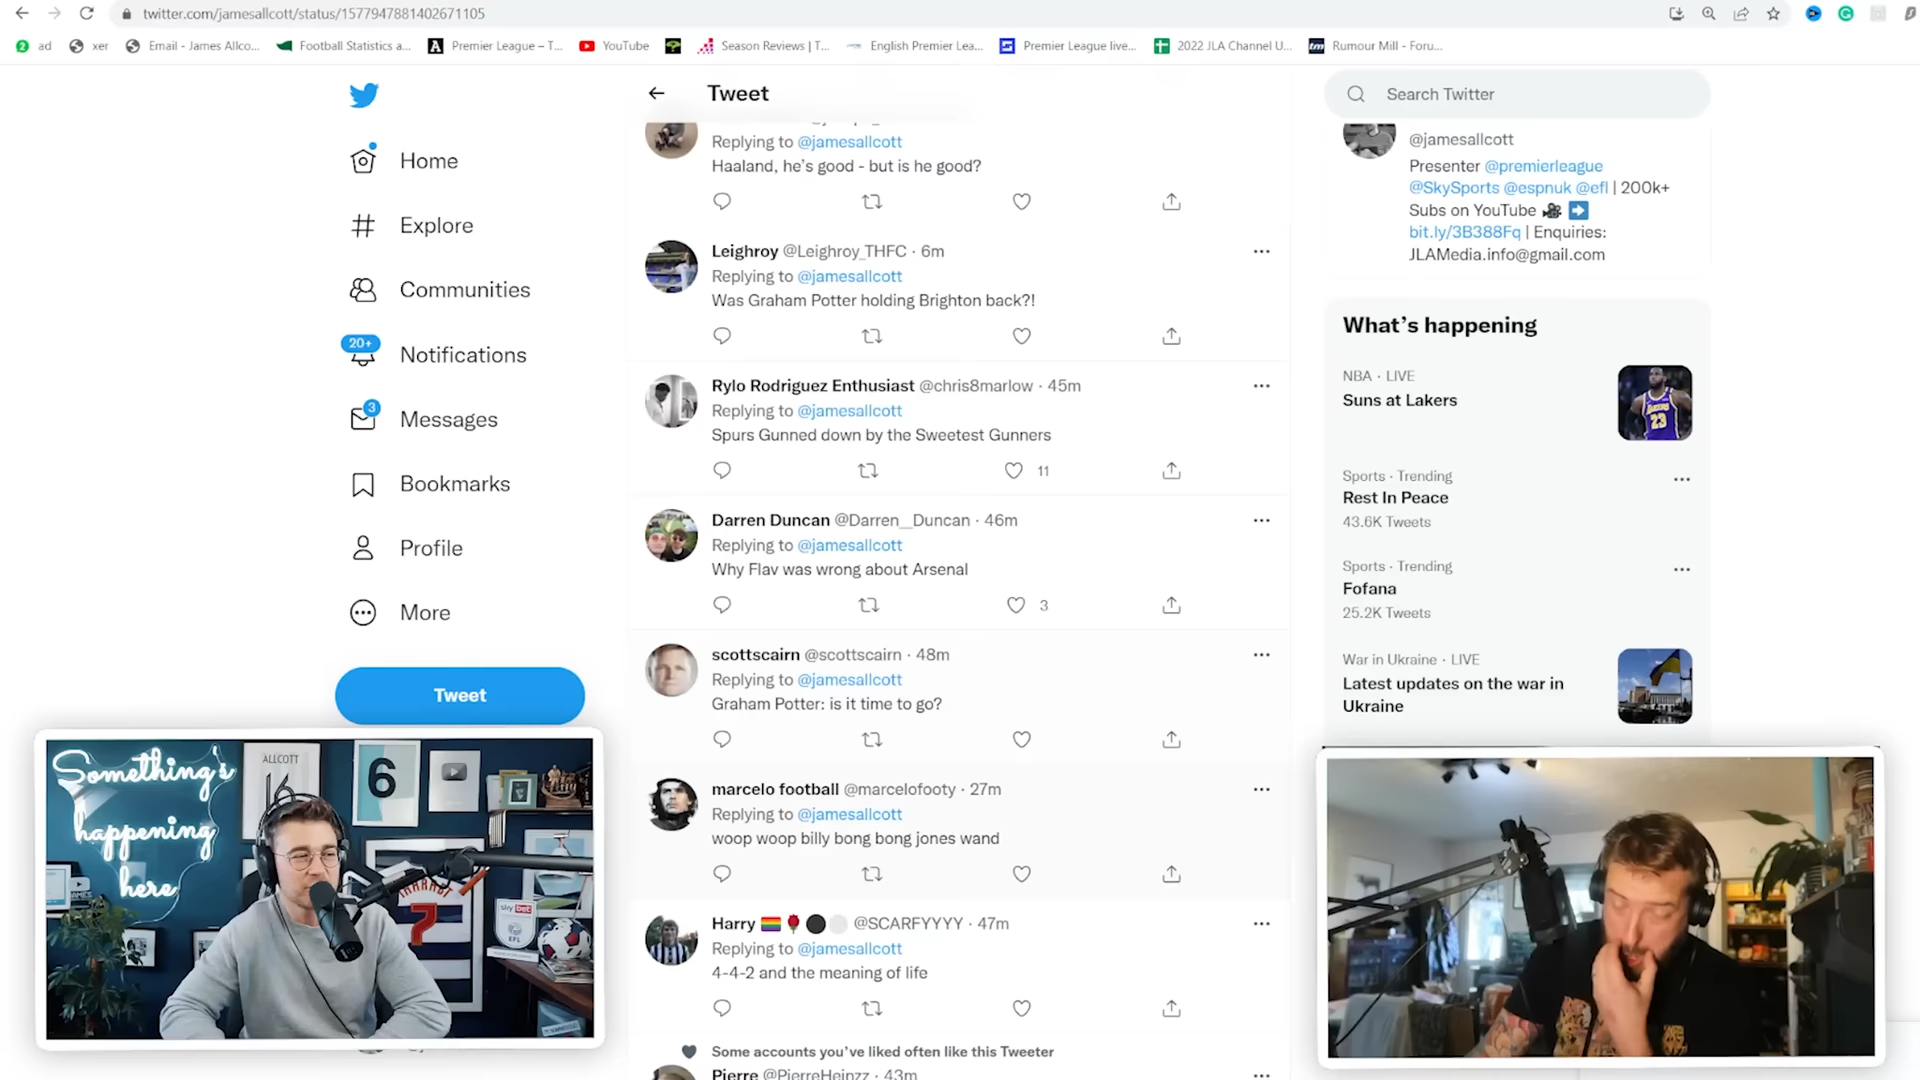 twitter.com/jamesallcott/status/1577947881402671105
ad
xer
Email - James Allco...
Football Statistics a...
Premier League – T...
YouTube
Season Reviews | T...
English Premier Lea...
Premier League live...
2022 JLA Channel U...
tm
Rumour Mill - Foru...
Home
Explore
Communities
20+
Notifications
3
Messages
Bookmarks
Profile
More
Tweet
Tweet
Replying to @jamesallcott
Haaland, he's good - but is he good?
Leighroy @Leighroy_THFC · 6m
Replying to @jamesallcott
Was Graham Potter holding Brighton back?!
Rylo Rodriguez Enthusiast @chris8marlow · 45m
Replying to @jamesallcott
Spurs Gunned down by the Sweetest Gunners
11
Darren Duncan @Darren__Duncan · 46m
Replying to @jamesallcott
Why Flav was wrong about Arsenal
3
scottscairn @scottscairn · 48m
Replying to @jamesallcott
Graham Potter: is it time to go?
marcelo football @marcelofooty · 27m
Replying to @jamesallcott
woop woop billy bong bong jones wand
Harry 🏳️‍🌈🌹⚫⚪ @SCARFYYYY · 47m
Replying to @jamesallcott
4-4-2 and the meaning of life
Some accounts you've liked often like this Tweeter
Pierre @PierreHeinzz · 43m
Search Twitter
@jamesallcott
Presenter @premierleague
@SkySports @espnuk @efl | 200k+
Subs on YouTube 🎥 ➡️
bit.ly/3B388Fq | Enquiries:
JLAMedia.info@gmail.com
What's happening
NBA · LIVE
Suns at Lakers
Sports · Trending
Rest In Peace
43.6K Tweets
Sports · Trending
Fofana
25.2K Tweets
War in Ukraine · LIVE
Latest updates on the war in
Ukraine
Something's
happening
here
ALLCOTT
16
6
7
sky bet
EFL